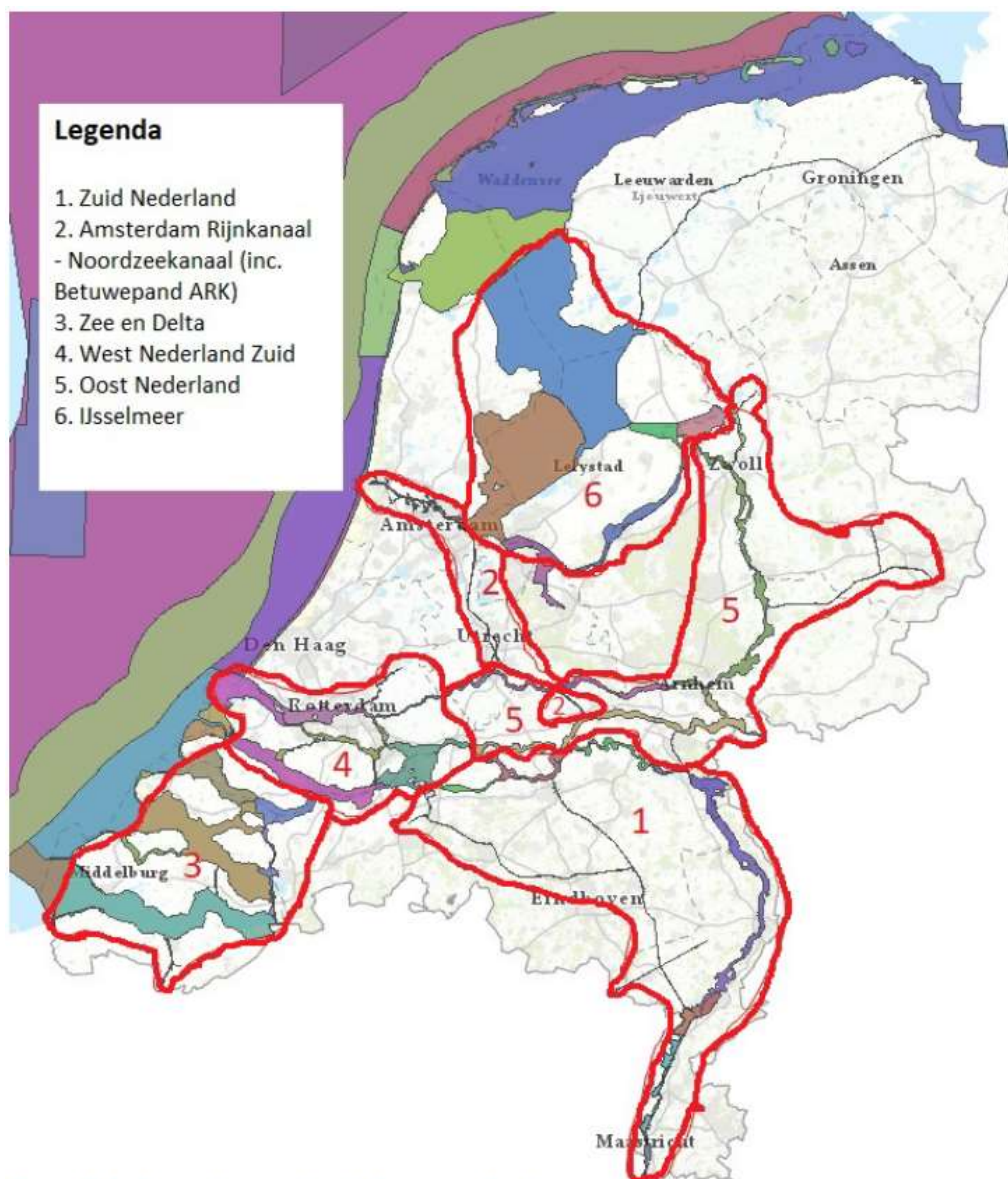 Legenda
1. Zuid Nederland
2. Amsterdam Rijnkanaal
- Noordzeekanaal (inc.
Betuwepand ARK)
3. Zee en Delta
4. West Nederland Zuid
5. Oost Nederland
6. IJsselmeer
Waddenzee
Leeuwarden
Ljouwert
Groningen
Assen
Lelystad
Zwoll
6
Amsterdam
2
5
Utrecht
Den Haag
Arnhem
Rotterdam
2
5
4
1
3
Middelburg
Eindhoven
Maastricht